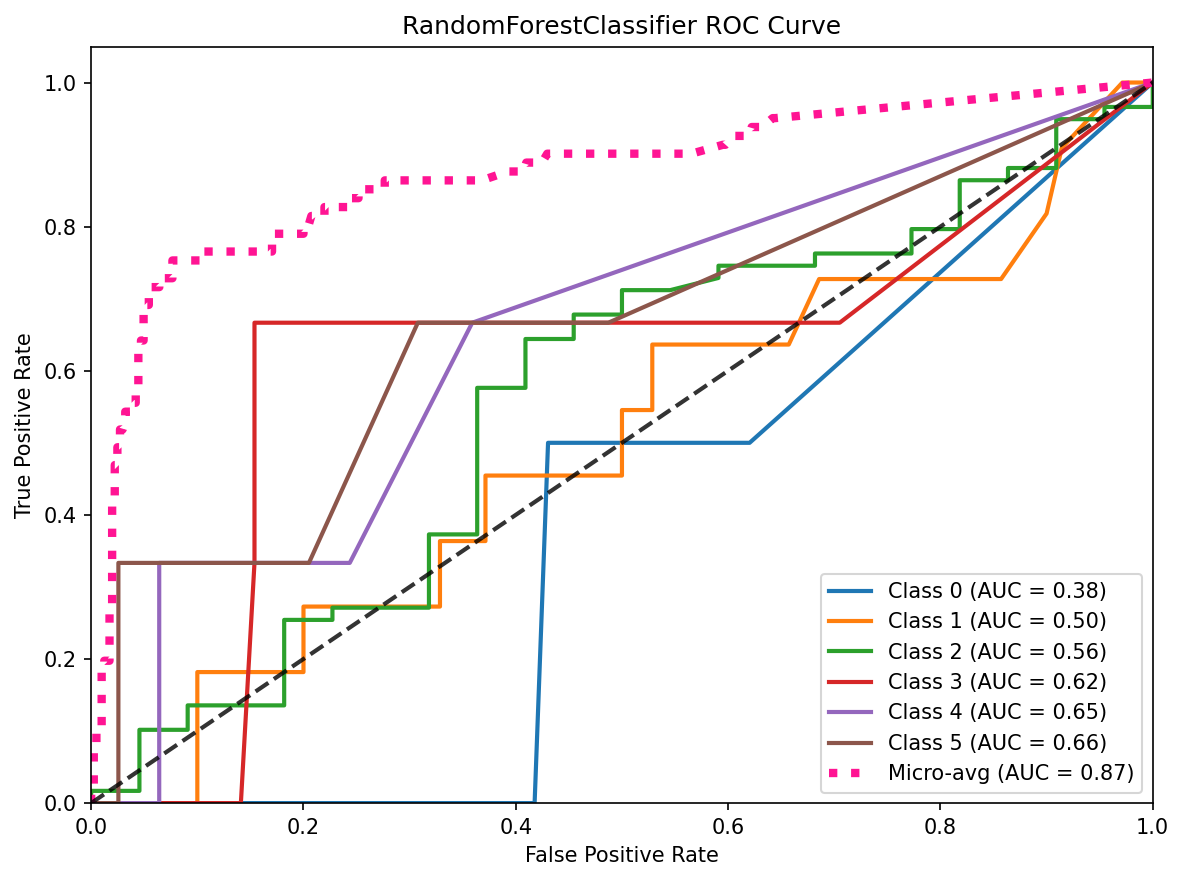 RandomForestClassifier ROC Curve
True Positive Rate
1.0
0.8
0.6
0.4
0.2
0.0
Class 0 (AUC = 0.38)
Class 1 (AUC = 0.50)
Class 2 (AUC = 0.56)
Class 3 (AUC = 0.62)
Class 4 (AUC = 0.65)
Class 5 (AUC = 0.66)
Micro-avg (AUC = 0.87)
0.0 0.2 0.4 0.6 0.8 1.0
False Positive Rate